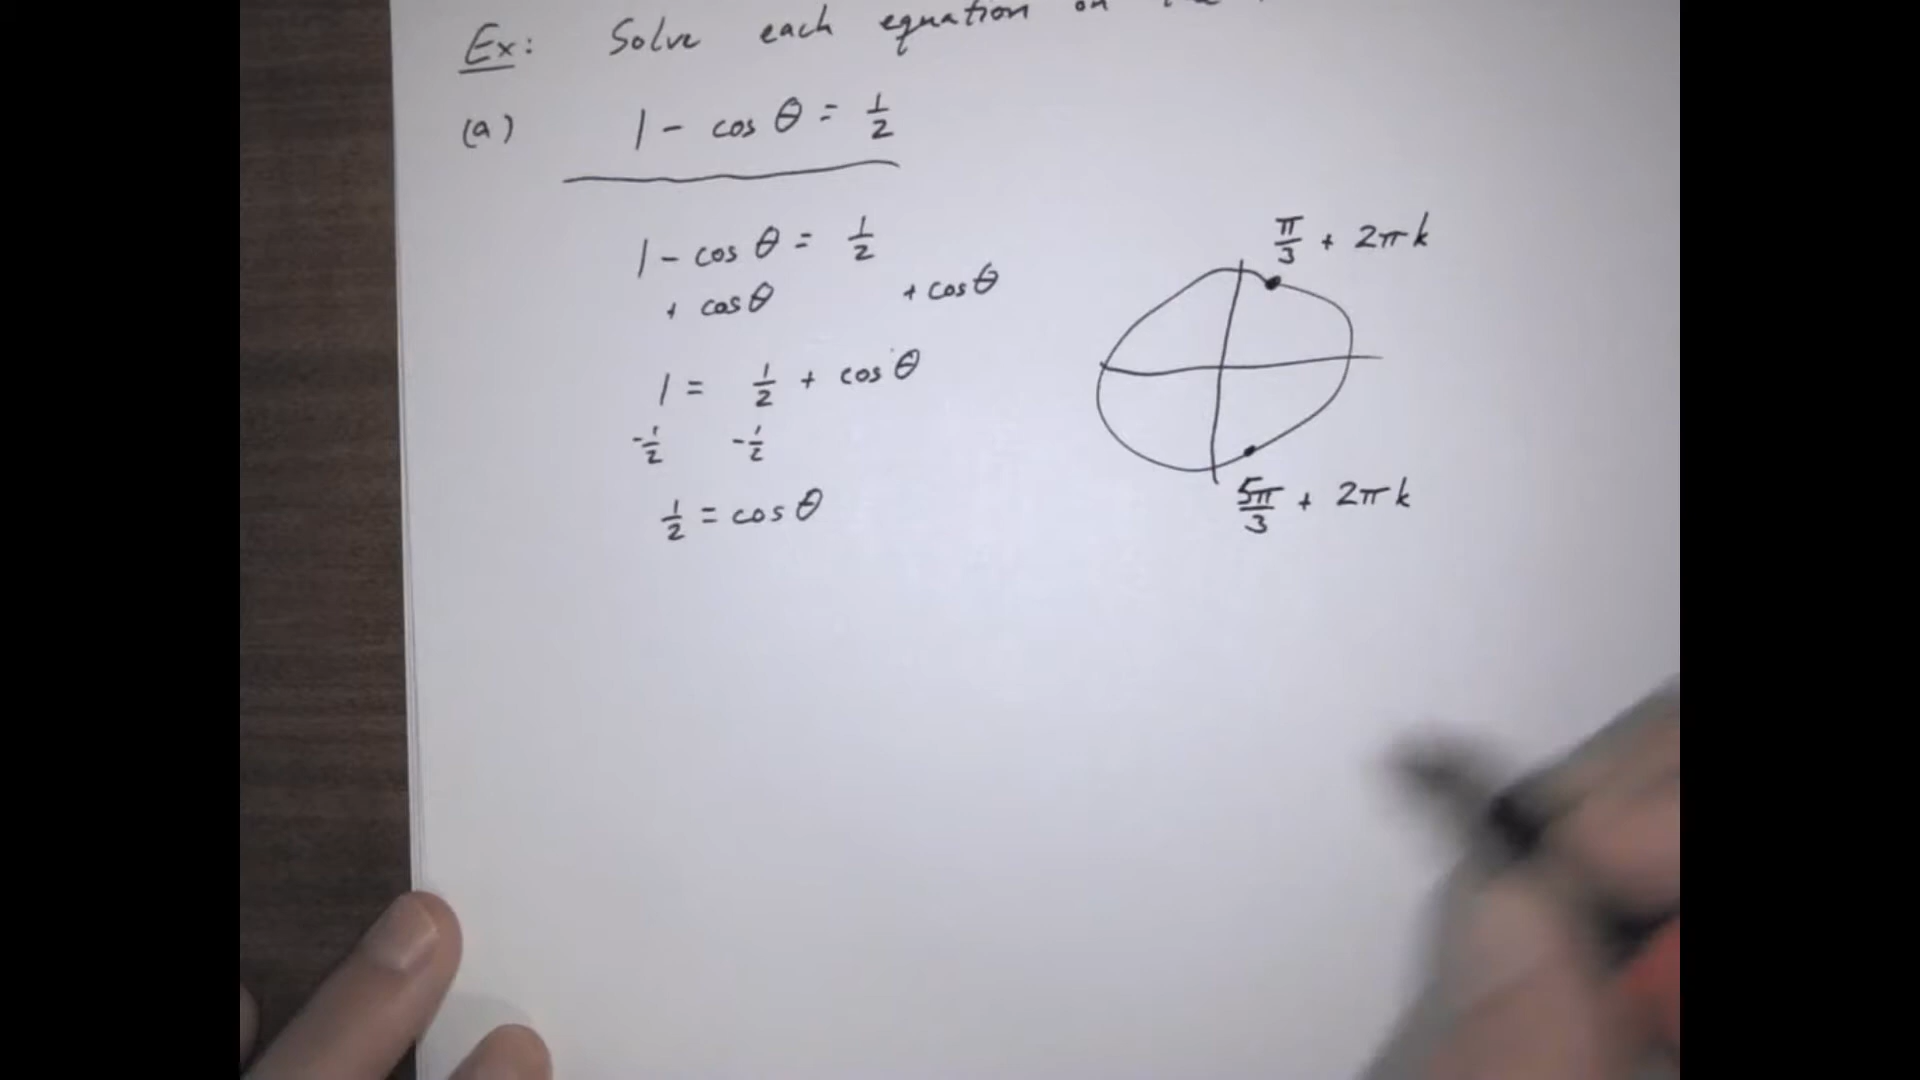 Ex: Solve each equation on
(a) 1 - cos θ = 1/2
1 - cos θ = 1/2
+ cos θ + cos θ
1 = 1/2 + cos θ
-1/2 -1/2
1/2 = cos θ
π/3 + 2πk
5π/3 + 2πk